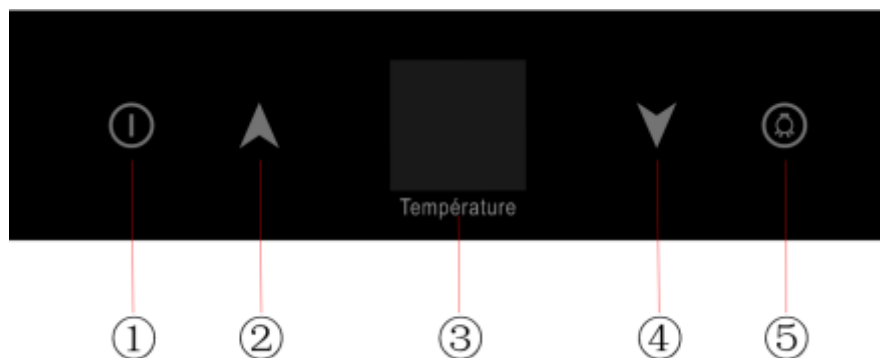 Température
① ② ③ ④ ⑤